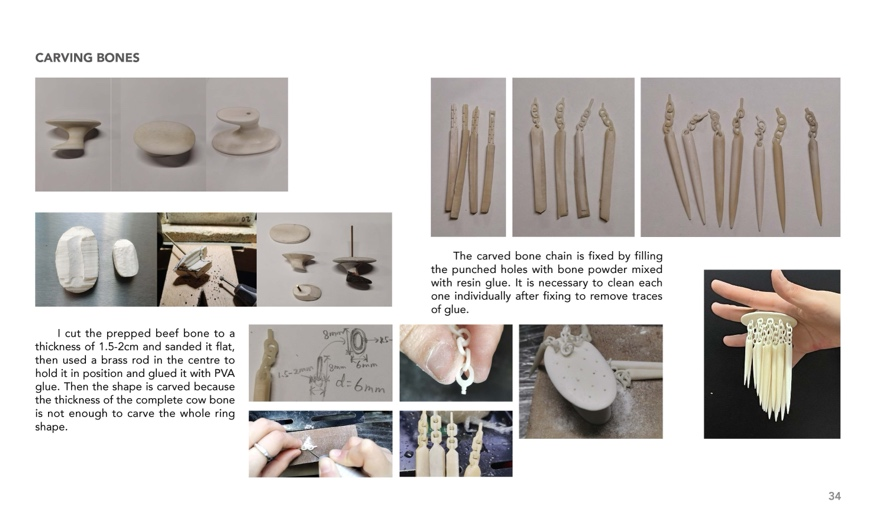 CARVING BONES
I cut the prepped beef bone to a
thickness of 1.5-2cm and sanded it flat,
then used a brass rod in the centre to
hold it in position and glued it with PVA
glue. Then the shape is carved because
the thickness of the complete cow bone
is not enough to carve the whole ring
shape.
8mm
1.5-2mm
8mm
6mm
d=6mm
The carved bone chain is fixed by filling
the punched holes with bone powder mixed
with resin glue. It is necessary to clean each
one individually after fixing to remove traces
of glue.
34